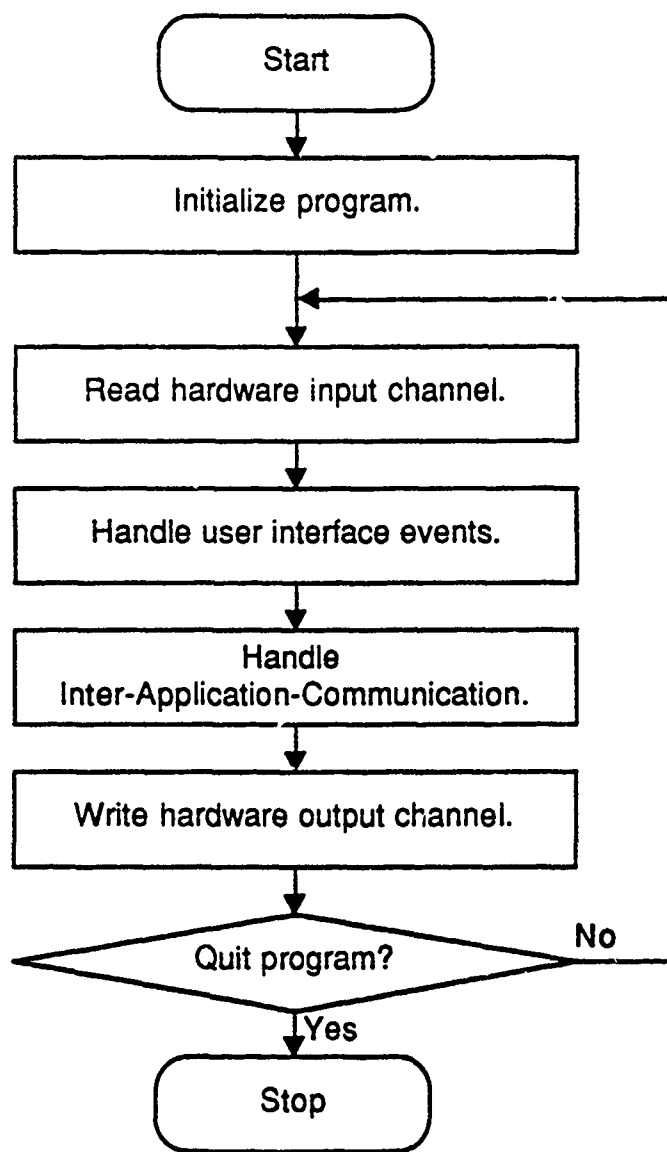 Start
Initialize program.
Read hardware input channel.
Handle user interface events.
Handle
Inter-Application-Communication.
Write hardware output channel.
Quit program?
No
Yes
Stop